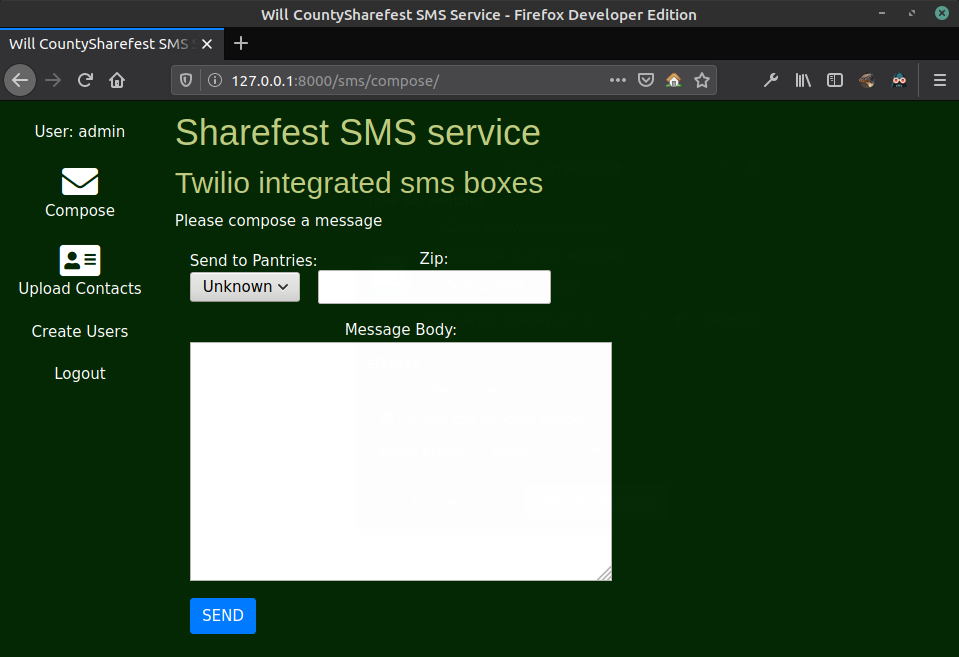 Will CountySharefest SMS Service - Firefox Developer Edition
Will CountySharefest SMS
127.0.0.1:8000/sms/compose/
User: admin
Compose
Upload Contacts
Create Users
Logout
Sharefest SMS service
Twilio integrated sms boxes
Please compose a message
Send to Pantries:
Zip:
Unknown
Message Body:
SEND